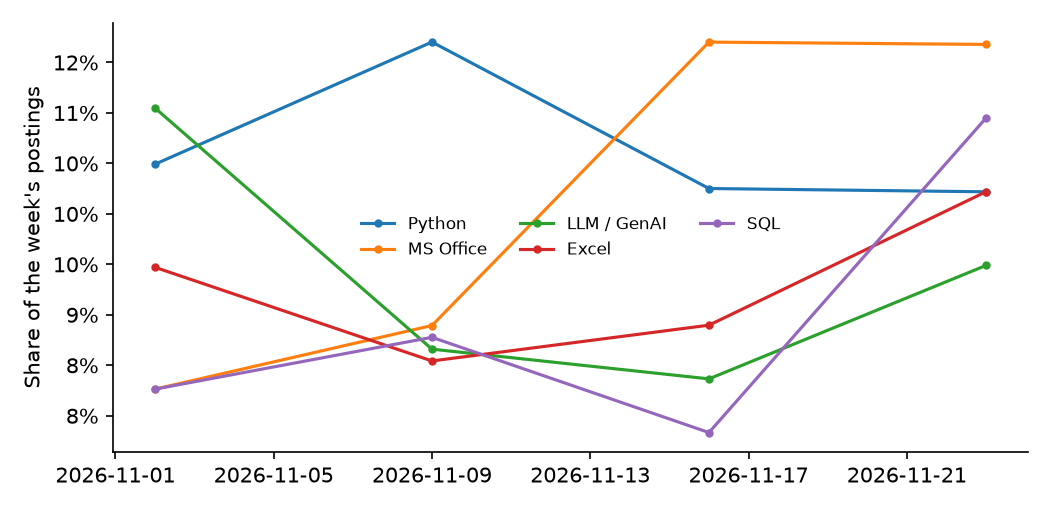 Share of the week's postings
12%
11%
10%
10%
10%
9%
8%
8%
Python
LLM / GenAI
SQL
MS Office
Excel
2026-11-01
2026-11-05
2026-11-09
2026-11-13
2026-11-17
2026-11-21